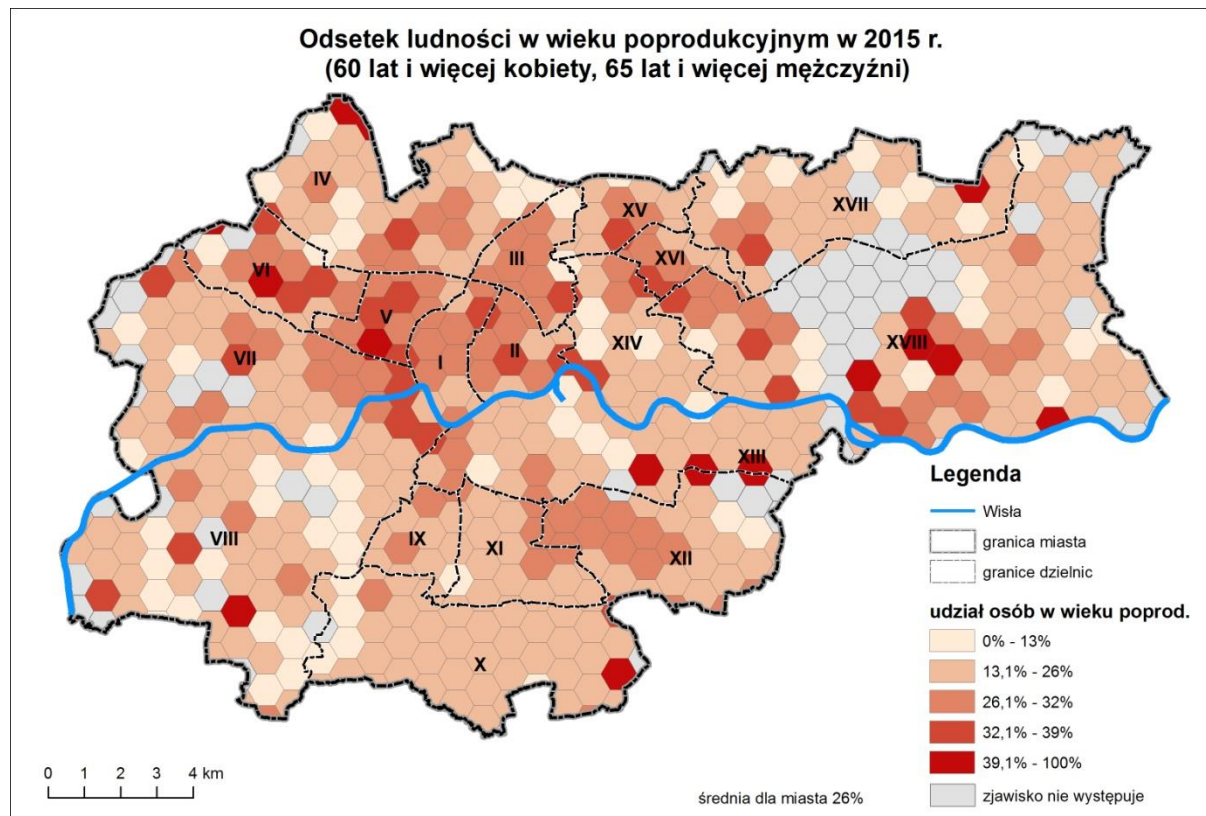 Odsetek ludności w wieku poprodukcyjnym w 2015 r.
(60 lat i więcej kobiety, 65 lat i więcej mężczyźni)
IV
XV
XVII
III
XVI
VI
V
XIV
XVIII
VII
I
II
XIII
VIII
IX
XI
XII
X
Legenda
Wisła
granica miasta
granice dzielnic
udział osób w wieku poprod.
0% - 13%
13,1% - 26%
26,1% - 32%
32,1% - 39%
39,1% - 100%
zjawisko nie występuje
0 1 2 3 4 km
średnia dla miasta 26%